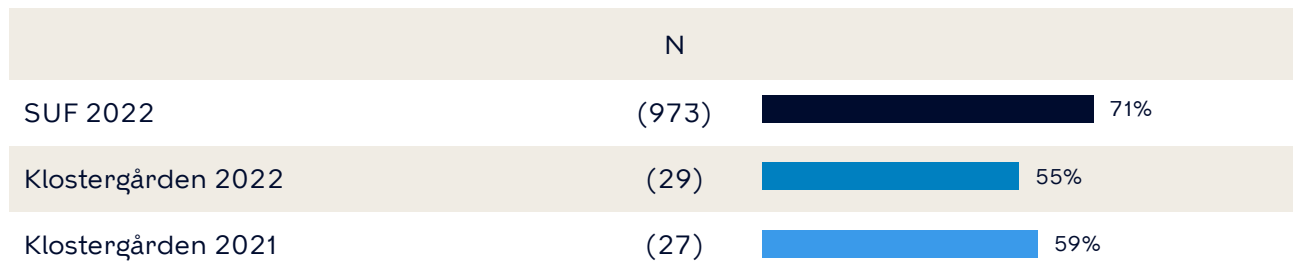 N
SUF 2022 (973) 71%
Klostergården 2022 (29) 55%
Klostergården 2021 (27) 59%